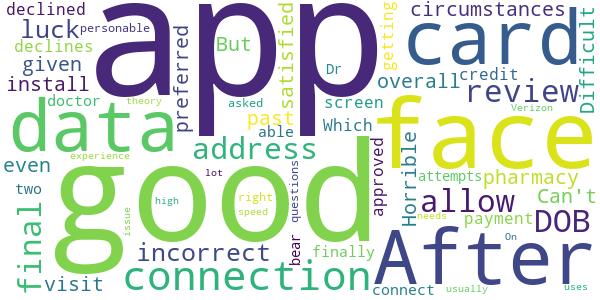 declined
personable
luck
declines
given
install
doctor
theory
data
even
experience
two
final
issue
visit
app
preferred
But
asked
able
past
satisfied
Dr
screen
Which
getting
address
good
high
lot
speed
right
questions
bear
incorrect
connection
finally
circumstances
card
overall
credit
review
Difficult
Verizon
face
approved
Horrible
attempts
pharmacy
Can't
allow
payment
DOB
needs
On
After
connect
usually
uses